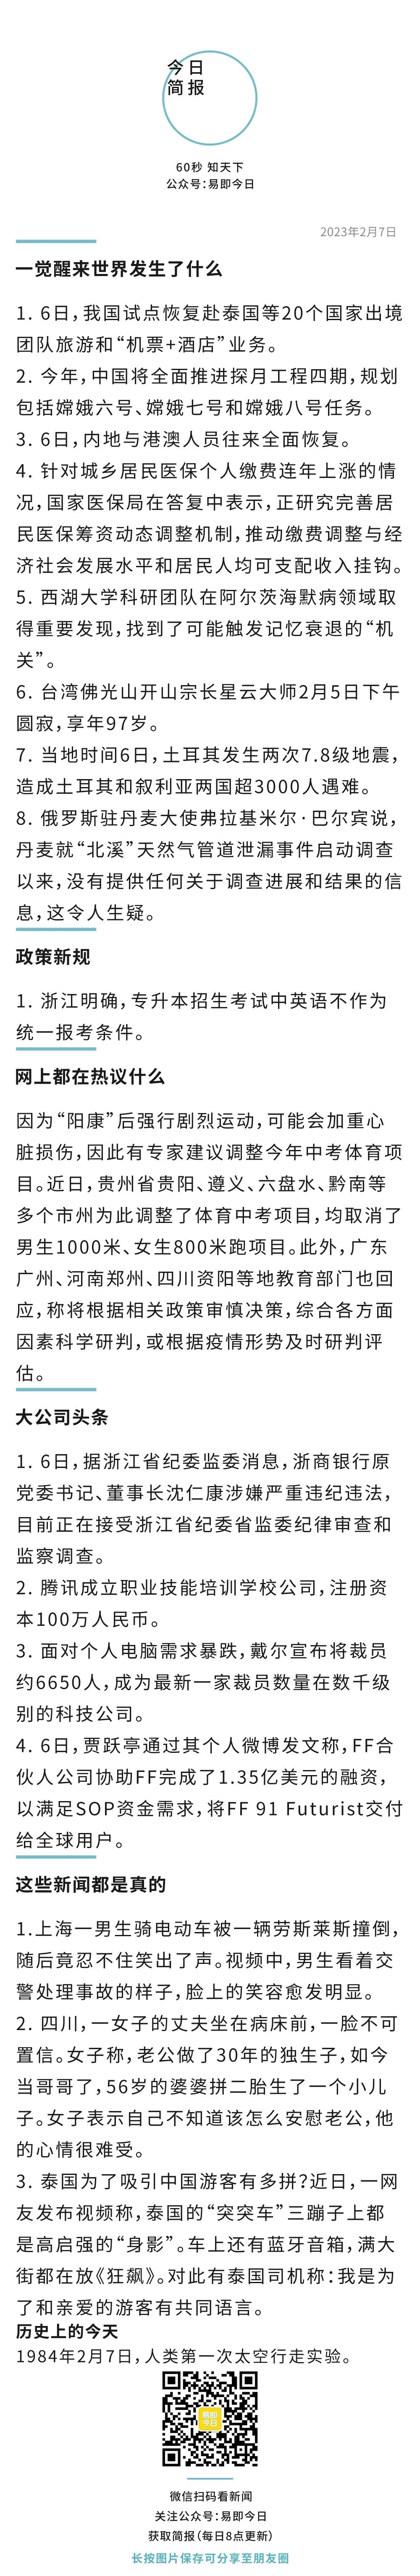 今日
简报
60秒 知天下
公众号：易即今日
2023年2月7日
一觉醒来世界发生了什么
1. 6日，我国试点恢复赴泰国等20个国家出境
团队旅游和“机票+酒店”业务。
2. 今年，中国将全面推进探月工程四期，规划
包括嫦娥六号、嫦娥七号和嫦娥八号任务。
3. 6日，内地与港澳人员往来全面恢复。
4. 针对城乡居民医保个人缴费连年上涨的情
况，国家医保局在答复中表示，正研究完善居
民医保筹资动态调整机制，推动缴费调整与经
济社会发展水平和居民人均可支配收入挂钩。
5. 西湖大学科研团队在阿尔茨海默病领域取
得重要发现，找到了可能触发记忆衰退的“机
关”。
6. 台湾佛光山开山宗长星云大师2月5日下午
圆寂，享年97岁。
7. 当地时间6日，土耳其发生两次7.8级地震，
造成土耳其和叙利亚两国超3000人遇难。
8. 俄罗斯驻丹麦大使弗拉基米尔·巴尔宾说，
丹麦就“北溪”天然气管道泄漏事件启动调查
以来，没有提供任何关于调查进展和结果的信
息，这令人生疑。
政策新规
1. 浙江明确，专升本招生考试中英语不作为
统一报考条件。
网上都在热议什么
因为“阳康”后强行剧烈运动，可能会加重心
脏损伤，因此有专家建议调整今年中考体育项
目。近日，贵州省贵阳、遵义、六盘水、黔南等
多个市州为此调整了体育中考项目，均取消了
男生1000米、女生800米跑项目。此外，广东
广州、河南郑州、四川资阳等地教育部门也回
应，称将根据相关政策审慎决策，综合各方面
因素科学研判，或根据疫情形势及时研判评
估。
大公司头条
1. 6日，据浙江省纪委监委消息，浙商银行原
党委书记、董事长沈仁康涉嫌严重违纪违法，
目前正在接受浙江省纪委省监委纪律审查和
监察调查。
2. 腾讯成立职业技能培训学校公司，注册资
本100万人民币。
3. 面对个人电脑需求暴跌，戴尔宣布将裁员
约6650人，成为最新一家裁员数量在数千级
别的科技公司。
4. 6日，贾跃亭通过其个人微博发文称，FF合
伙人公司协助FF完成了1.35亿美元的融资，
以满足SOP资金需求，将FF 91 Futurist交付
给全球用户。
这些新闻都是真的
1.上海一男生骑电动车被一辆劳斯莱斯撞倒，
随后竟忍不住笑出了声。视频中，男生看着交
警处理事故的样子，脸上的笑容愈发明显。
2. 四川，一女子的丈夫坐在病床前，一脸不可
置信。女子称，老公做了30年的独生子，如今
当哥哥了，56岁的婆婆拼二胎生了一个小儿
子。女子表示自己不知道该怎么安慰老公，他
的心情很难受。
3. 泰国为了吸引中国游客有多拼？近日，一网
友发布视频称，泰国的“突突车”三蹦子上都
是高启强的“身影”。车上还有蓝牙音箱，满大
街都在放《狂飙》。对此有泰国司机称：我是为
了和亲爱的游客有共同语言。
历史上的今天
1984年2月7日，人类第一次太空行走实验。
易即
今日
微信扫码看新闻
关注公众号：易即今日
获取简报（每日8点更新）
长按图片保存可分享至朋友圈